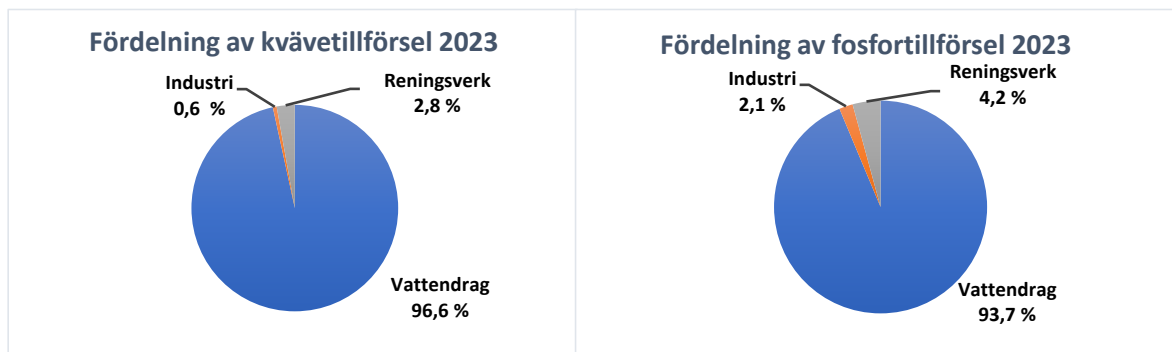 Fördelning av kvävetillförsel 2023
Industri
0,6 %
Reningsverk
2,8 %
Vattendrag
96,6 %
Fördelning av fosfortillförsel 2023
Industri
2,1 %
Reningsverk
4,2 %
Vattendrag
93,7 %